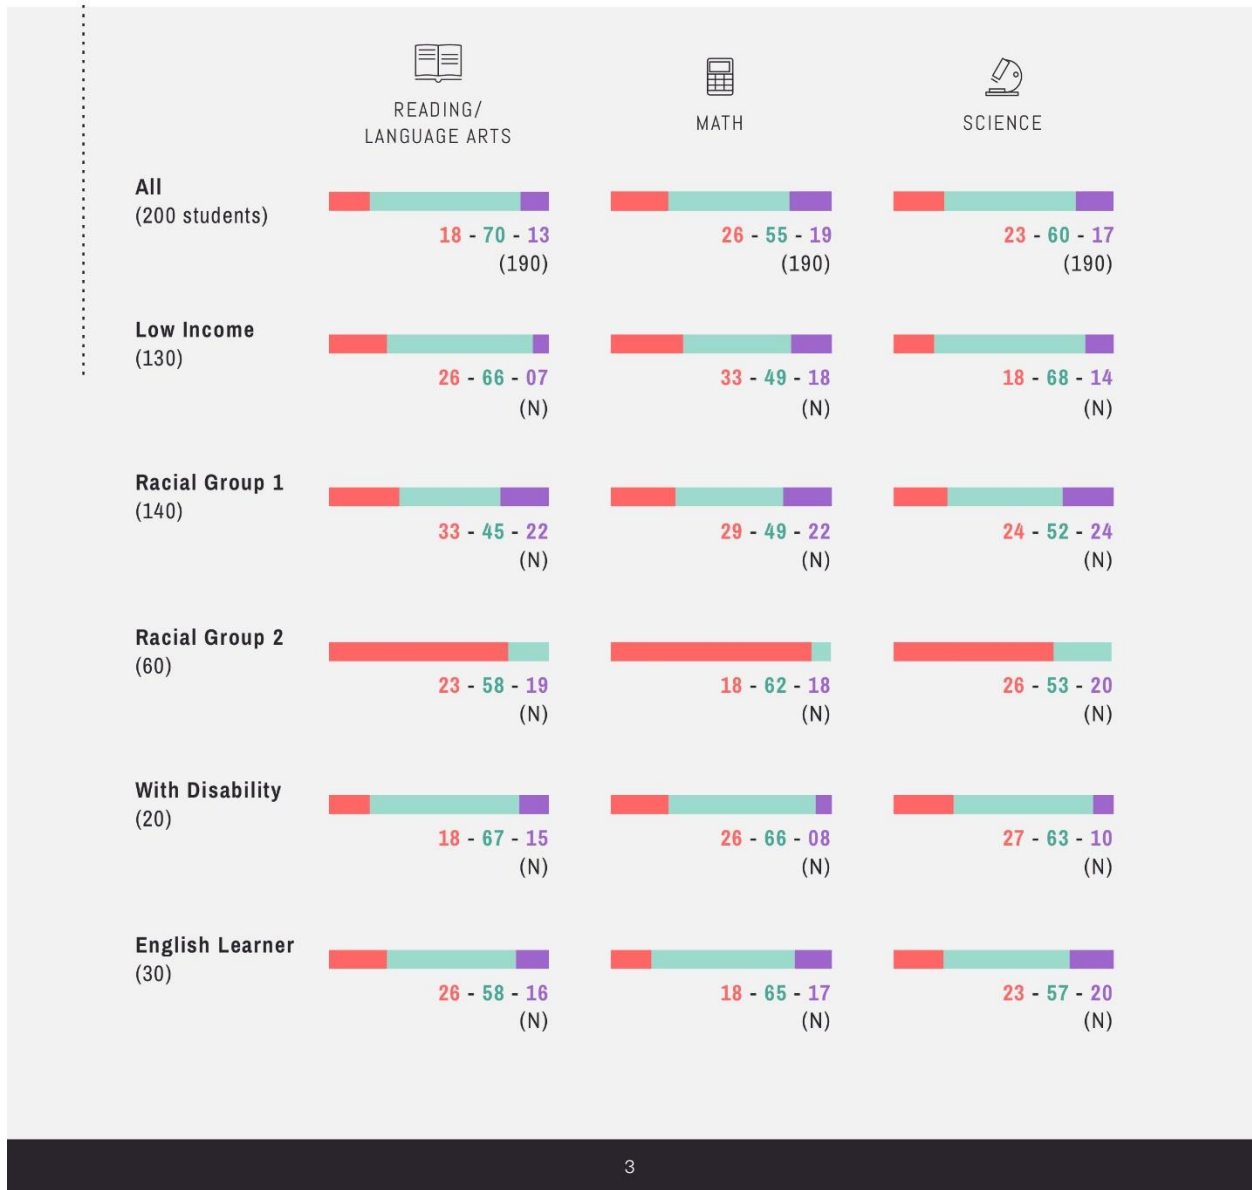 READING/
LANGUAGE ARTS
MATH
SCIENCE
All
(200 students)
18 - 70 - 13
(190)
26 - 55 - 19
(190)
23 - 60 - 17
(190)
Low Income
(130)
26 - 66 - 07
(N)
33 - 49 - 18
(N)
18 - 68 - 14
(N)
Racial Group 1
(140)
33 - 45 - 22
(N)
29 - 49 - 22
(N)
24 - 52 - 24
(N)
Racial Group 2
(60)
23 - 58 - 19
(N)
18 - 62 - 18
(N)
26 - 53 - 20
(N)
With Disability
(20)
18 - 67 - 15
(N)
26 - 66 - 08
(N)
27 - 63 - 10
(N)
English Learner
(30)
26 - 58 - 16
(N)
18 - 65 - 17
(N)
23 - 57 - 20
(N)
3